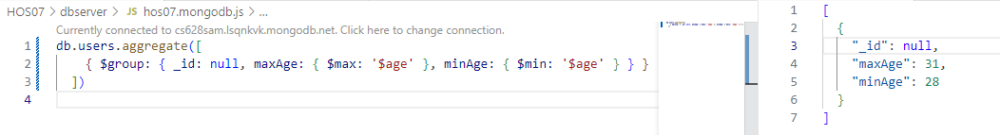 HOS07 > dbserver > JS hos07.mongodb.js > ...
Currently connected to cs628sam.lsqnkvk.mongodb.net. Click here to change connection.
1 db.users.aggregate([
2 { $group: { _id: null, maxAge: { $max: '$age' }, minAge: { $min: '$age' } } }
3 ])
4
1 [
2 {
3 "_id": null,
4 "maxAge": 31,
5 "minAge": 28
6 }
7 ]